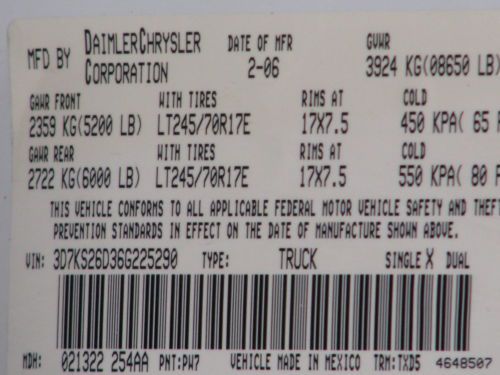 MFD BY DAIMLERCHRYSLER CORPORATION DATE OF MFR 2-06 GVWR 3924 KG(08650 LB)
GAWR FRONT WITH TIRES RIMS AT COLD
2359 KG(5200 LB) LT245/70R17E 17X7.5 450 KPA( 65 P
GAWR REAR WITH TIRES RIMS AT COLD
2722 KG(6000 LB) LT245/70R17E 17X7.5 550 KPA( 80 P
THIS VEHICLE CONFORMS TO ALL APPLICABLE FEDERAL MOTOR VEHICLE SAFETY AND THEFT
PREVENTION STANDARDS IN EFFECT ON THE DATE OF MANUFACTURE SHOWN ABOVE.
VIN: 3D7KS26D36G225290 TYPE: TRUCK SINGLE X DUAL
MDH: 021322 254AA PNT:PW7 VEHICLE MADE IN MEXICO TRM:TXD5 4648507